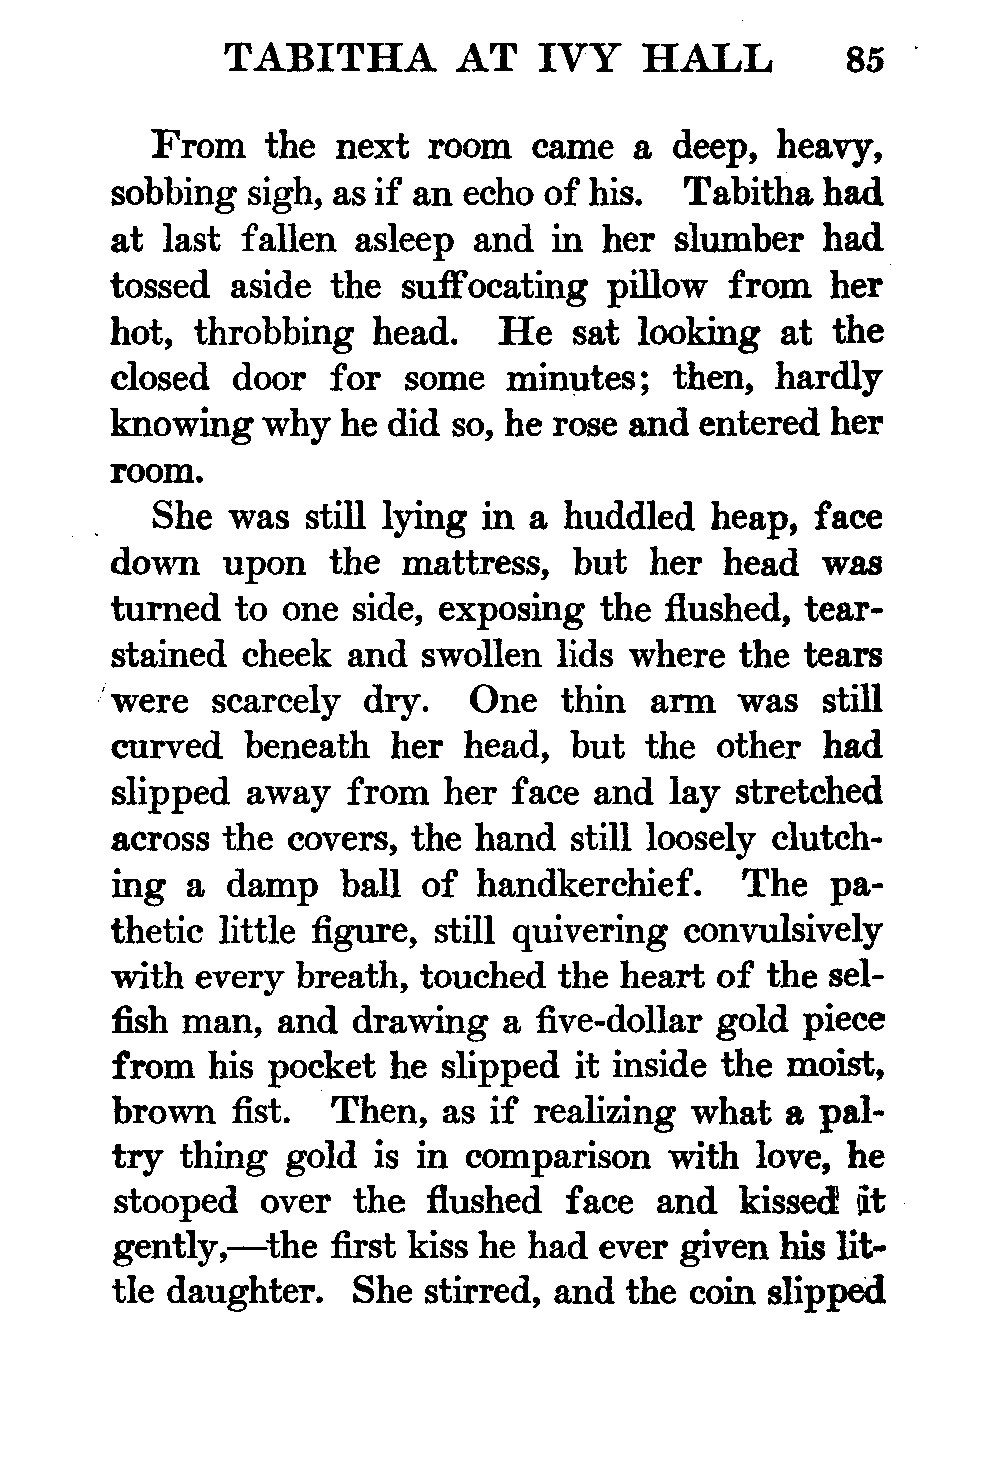 TABITHA AT IVY HALL 85
From the next room came a deep, heavy,
sobbing sigh, as if an echo of his. Tabitha had
at last fallen asleep and in her slumber had
tossed aside the suffocating pillow from her
hot, throbbing head. He sat looking at the
closed door for some minutes; then, hardly
knowing why he did so, he rose and entered her
room.
She was still lying in a huddled heap, face
down upon the mattress, but her head was
turned to one side, exposing the flushed, tear-
stained cheek and swollen lids where the tears
were scarcely dry. One thin arm was still
curved beneath her head, but the other had
slipped away from her face and lay stretched
across the covers, the hand still loosely clutch-
ing a damp ball of handkerchief. The pa-
thetic little figure, still quivering convulsively
with every breath, touched the heart of the sel-
fish man, and drawing a five-dollar gold piece
from his pocket he slipped it inside the moist,
brown fist. Then, as if realizing what a pal-
try thing gold is in comparison with love, he
stooped over the flushed face and kissed it
gently,—the first kiss he had ever given his lit-
tle daughter. She stirred, and the coin slipped